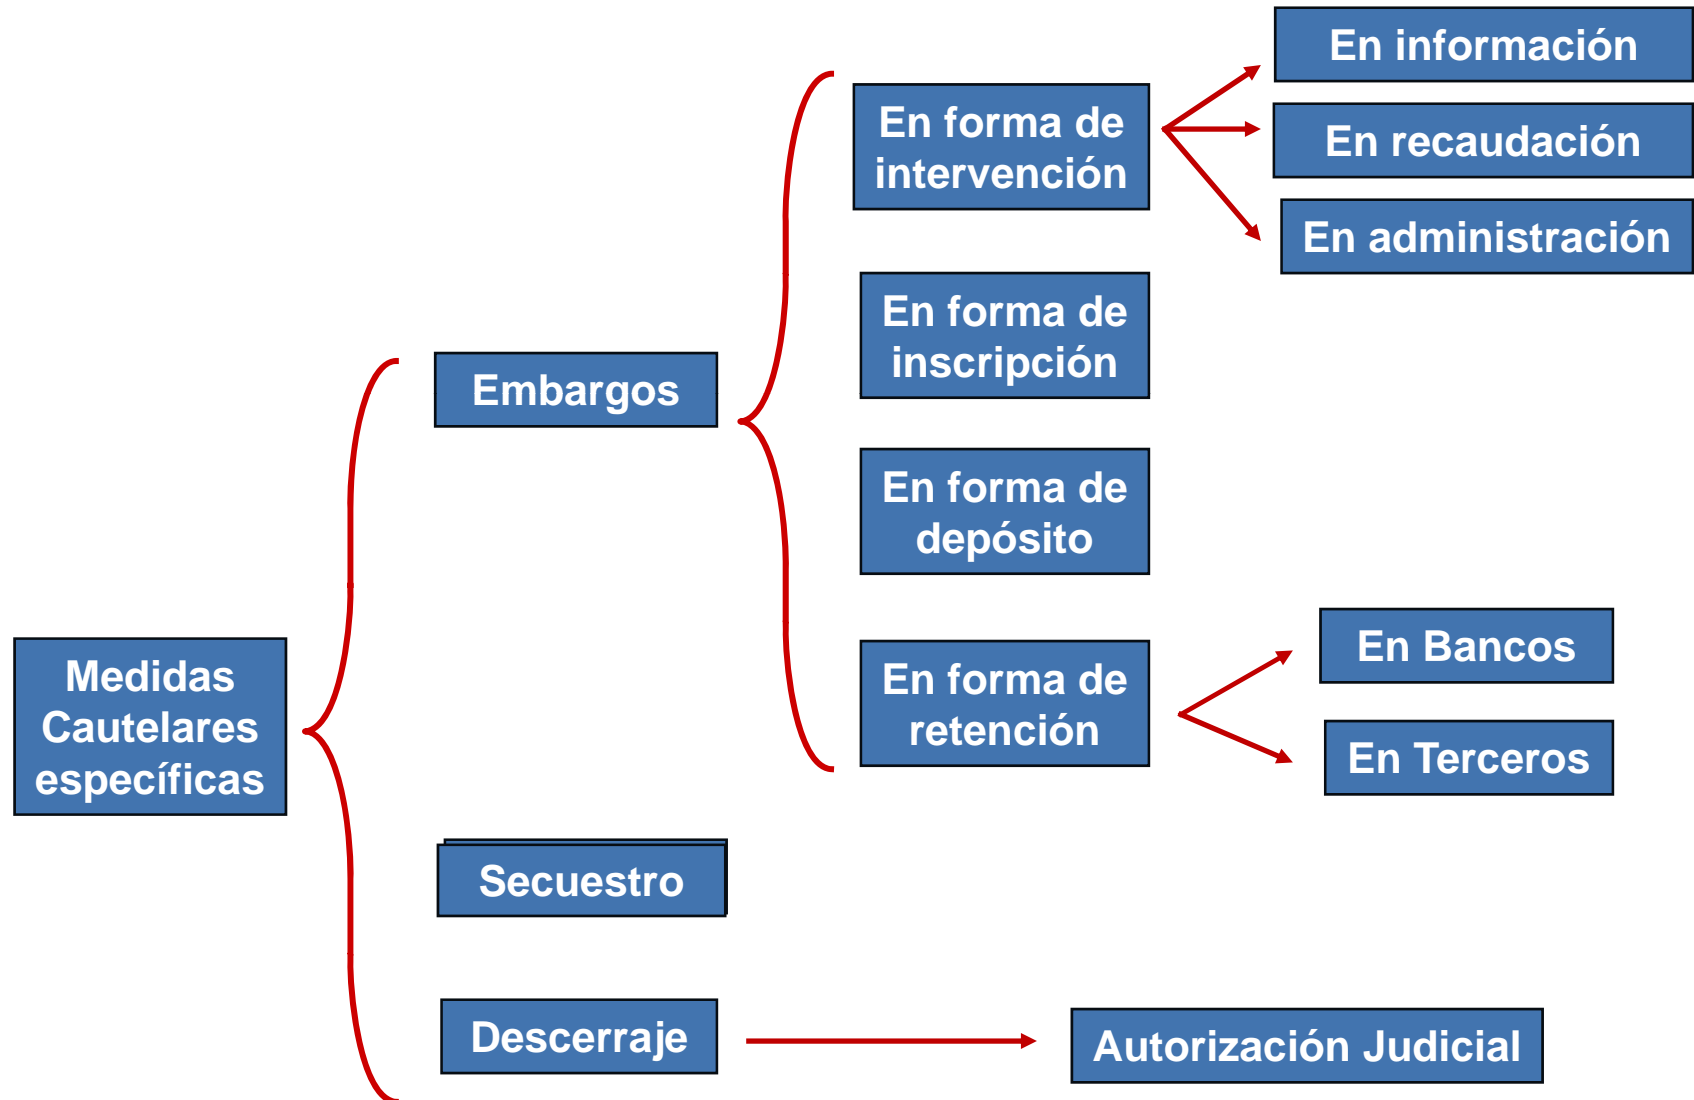 Medidas
Cautelares
específicas
Embargos
En forma de
intervención
En información
En recaudación
En administración
En forma de
inscripción
En forma de
depósito
En forma de
retención
En Bancos
En Terceros
Secuestro
Descerraje
Autorización Judicial